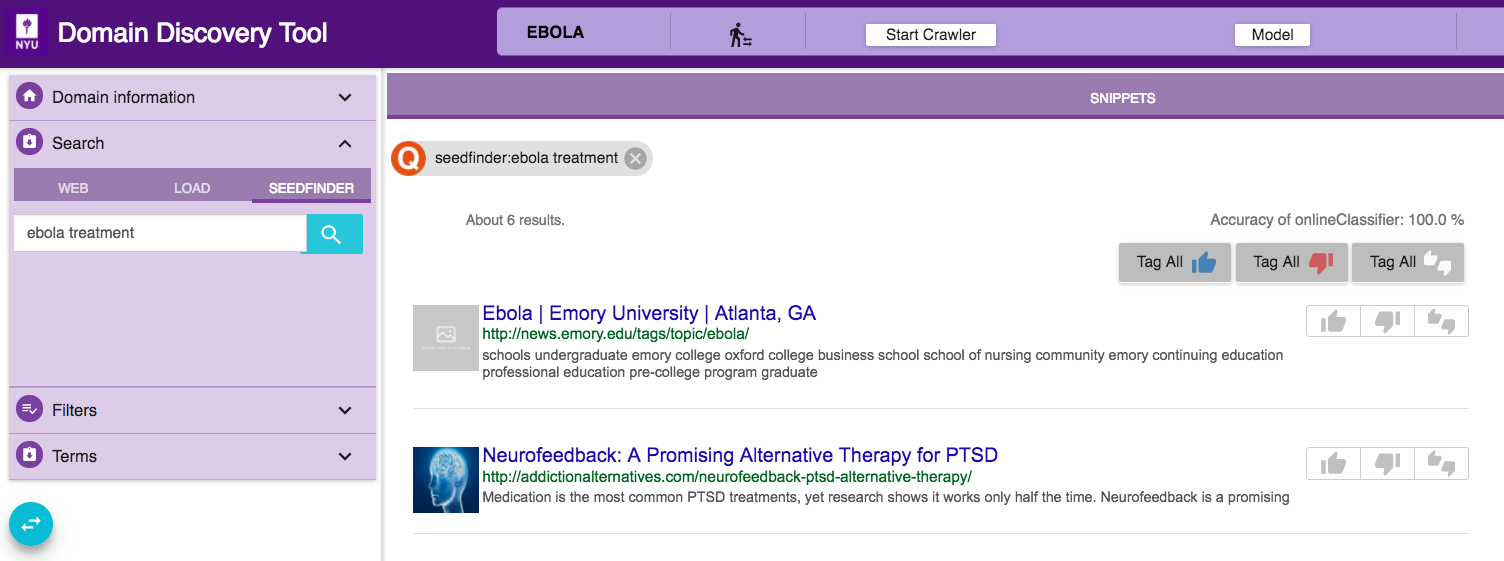 NYU
Domain Discovery Tool
EBOLA
Start Crawler
Model
Domain information
Search
WEB
LOAD
SEEDFINDER
ebola treatment
Filters
Terms
SNIPPETS
Q
seedfinder:ebola treatment
About 6 results.
Accuracy of onlineClassifier: 100.0 %
Tag All
Tag All
Tag All
Ebola | Emory University | Atlanta, GA
http://news.emory.edu/tags/topic/ebola/
schools undergraduate emory college oxford college business school school of nursing community emory continuing education
professional education pre-college program graduate
Neurofeedback: A Promising Alternative Therapy for PTSD
http://addictionalternatives.com/neurofeedback-ptsd-alternative-therapy/
Medication is the most common PTSD treatments, yet research shows it works only half the time. Neurofeedback is a promising